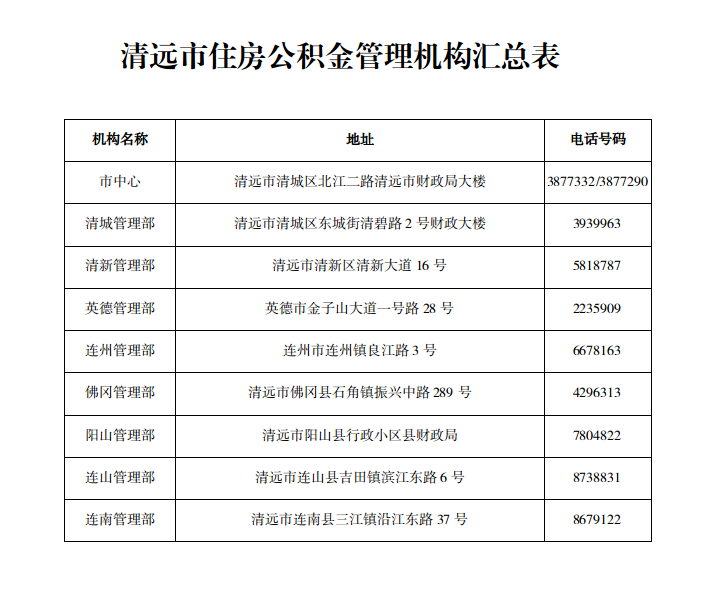 清远市住房公积金管理机构汇总表
机构名称 地址 电话号码
市中心 清远市清城区北江二路清远市财政局大楼 3877332/3877290
清城管理部 清远市清城区东城街清碧路 2 号财政大楼 3939963
清新管理部 清远市清新区清新大道 16 号 5818787
英德管理部 英德市金子山大道一号路 28 号 2235909
连州管理部 连州市连州镇良江路 3 号 6678163
佛冈管理部 清远市佛冈县石角镇振兴中路 289 号 4296313
阳山管理部 清远市阳山县行政小区县财政局 7804822
连山管理部 清远市连山县吉田镇滨江东路 6 号 8738831
连南管理部 清远市连南县三江镇沿江东路 37 号 8679122